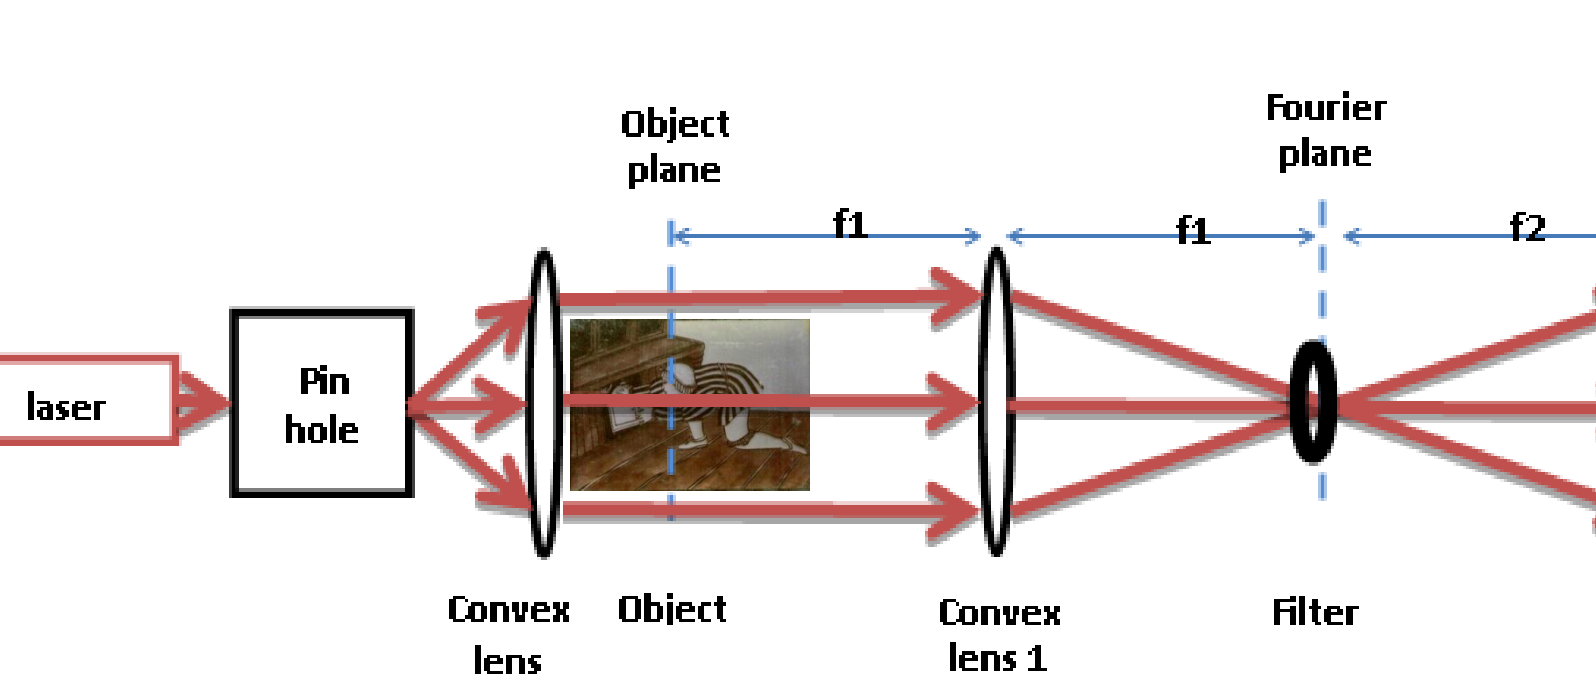 Object
plane
Fourier
plane
f1
f1
f2
laser
Pin
hole
Convex
lens
Object
Convex
lens 1
Filter